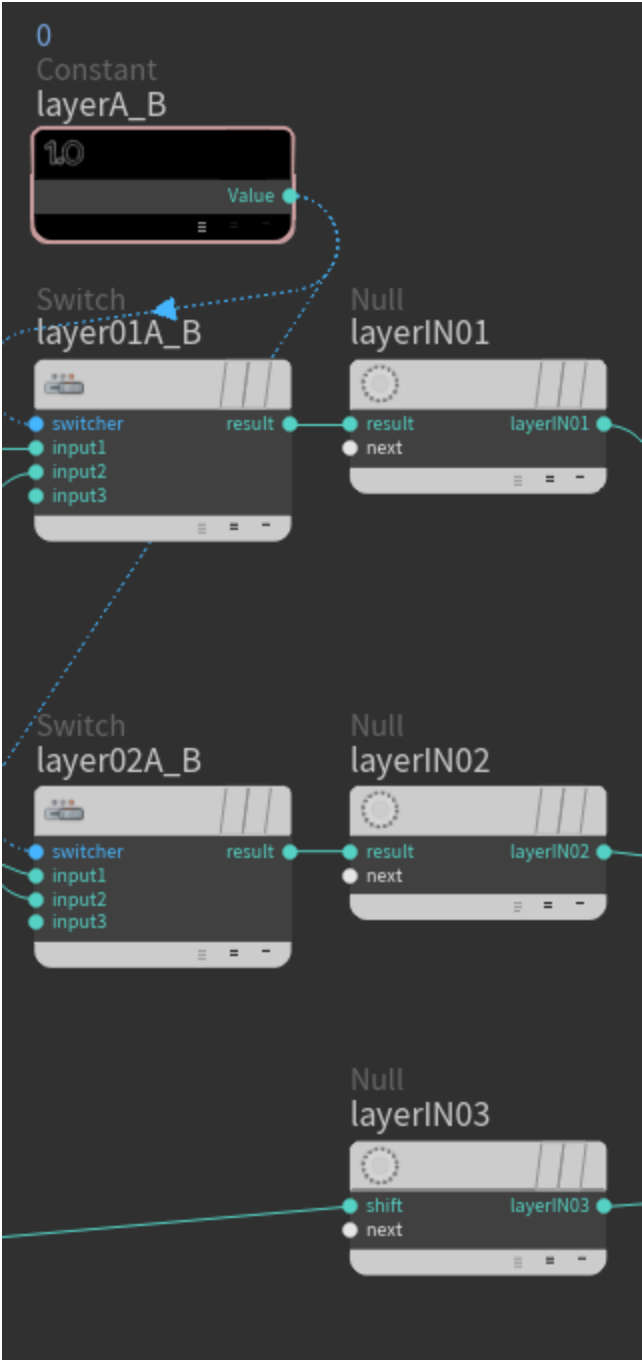 0
Constant
layerA_B
1.0
Value
Switch
layer01A_B
switcher result
input1
input2
input3
Null
layerIN01
result layerIN01
next
Switch
layer02A_B
switcher result
input1
input2
input3
Null
layerIN02
result layerIN02
next
Null
layerIN03
shift layerIN03
next